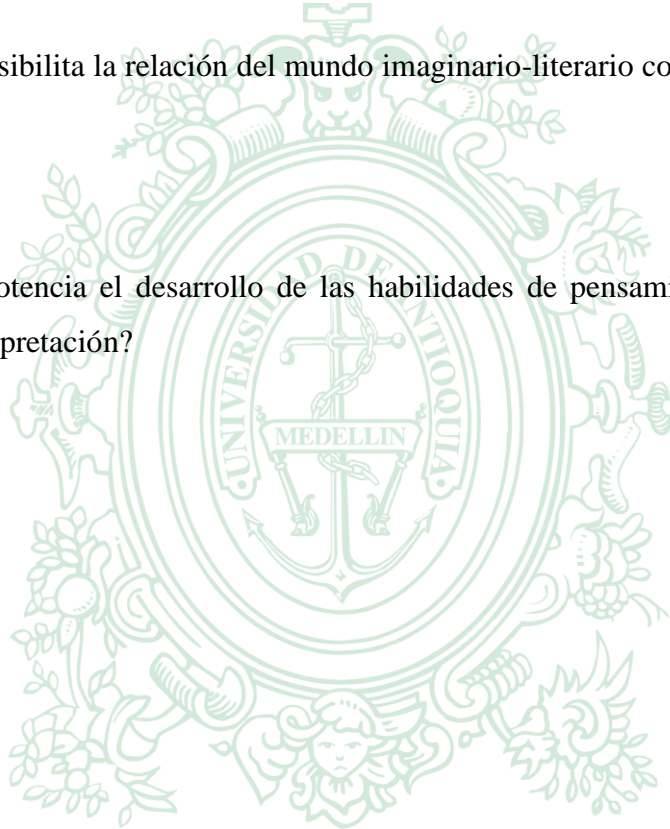 sibilita la relación del mundo imaginario-literario co
otencia el desarrollo de las habilidades de pensami
pretación?
UNIVERSIDAD DE ANTIOQUIA
MEDELLIN